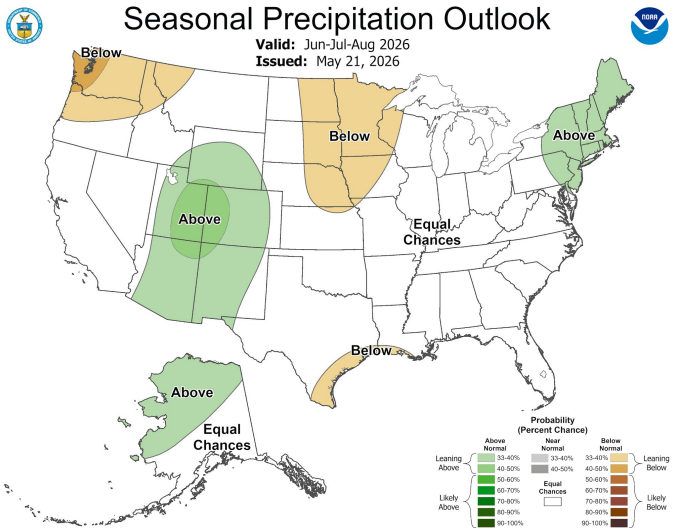 Seasonal Precipitation Outlook
Valid: Jun-Jul-Aug 2026
Issued: May 21, 2026
NOAA
Below
Below
Above
Above
Equal
Chances
Below
Above
Equal
Chances
Probability
(Percent Chance)
Above
Normal
Near
Normal
Below
Normal
Leaning
Above
33-40%
40-50%
Likely
Above
50-60%
60-70%
70-80%
80-90%
90-100%
33-40%
40-50%
Equal
Chances
33-40%
40-50%
Leaning
Below
50-60%
60-70%
70-80%
80-90%
90-100%
Likely
Below